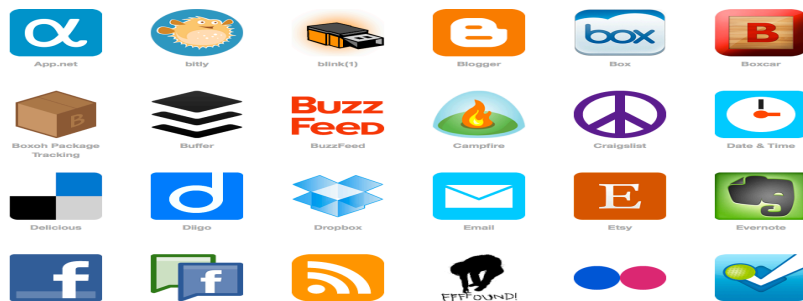 α
App.net
bitly
blink(1)
Blogger
box
Box
B
Boxcar
B
Boxoh Package
Tracking
Buffer
BUZZ
FEED
BuzzFeed
Campfire
Craigslist
Date & Time
Delicious
d
Diigo
Dropbox
Email
E
Etsy
Evernote
f
f
FFFFOUND!